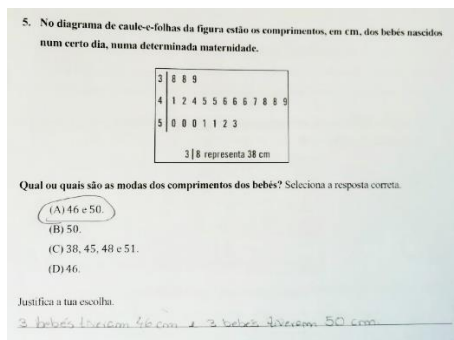 5. No diagrama de caule-e-folhas da figura estão os comprimentos, em cm, dos bebés nascidos
num certo dia, numa determinada maternidade.
3 | 8 8 9
4 | 1 2 4 5 5 6 6 6 7 8 8 9
5 | 0 0 0 1 1 2 3
3|8 representa 38 cm
Qual ou quais são as modas dos comprimentos dos bebés? Seleciona a resposta correta.
(A) 46 e 50.
(B) 50.
(C) 38, 45, 48 e 51.
(D) 46.
Justifica a tua escolha.
3 bebés tiveram 46 cm e 3 bebés tiveram 50 cm.